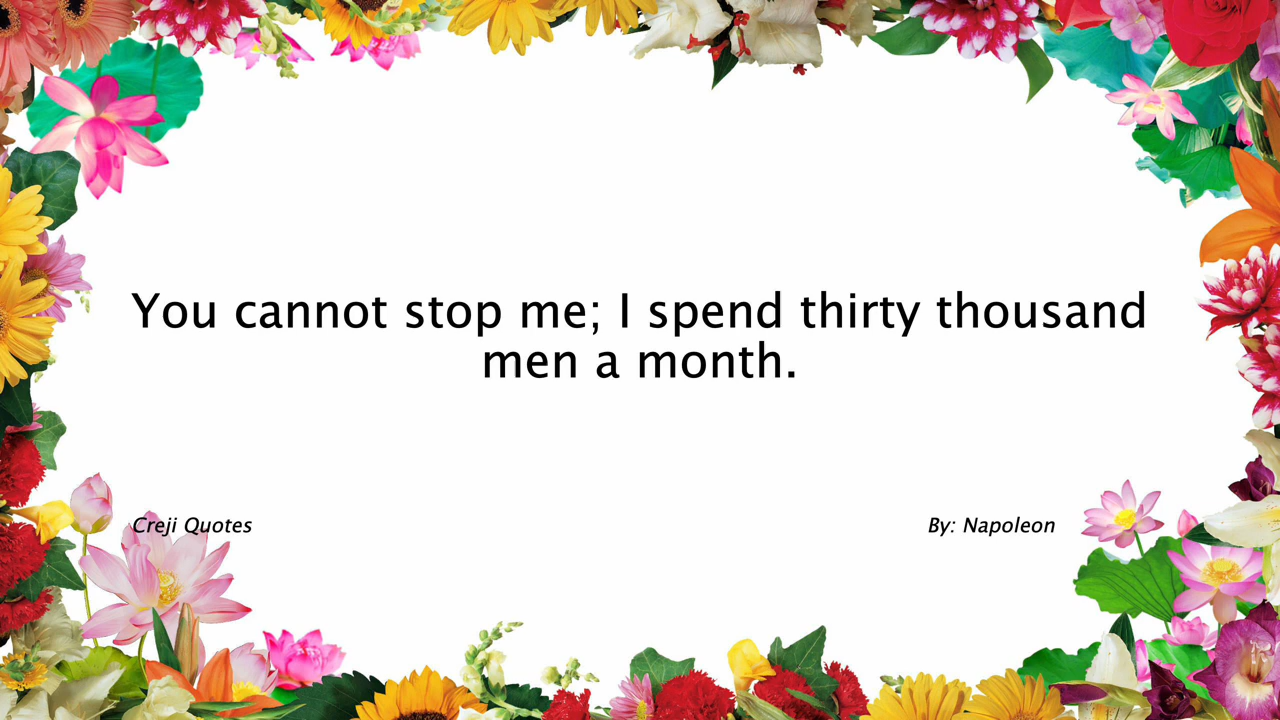 You cannot stop me; I spend thirty thousand
men a month.
Creji Quotes
By: Napoleon